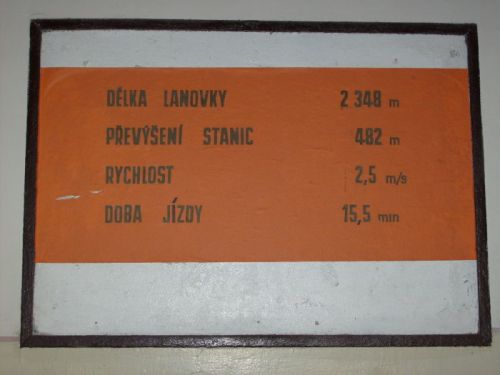 DÉLKA LANOVKY 2 348 m
PŘEVÝŠENÍ STANIC 482 m
RYCHLOST 2,5 m/s
DOBA JÍZDY 15,5 min